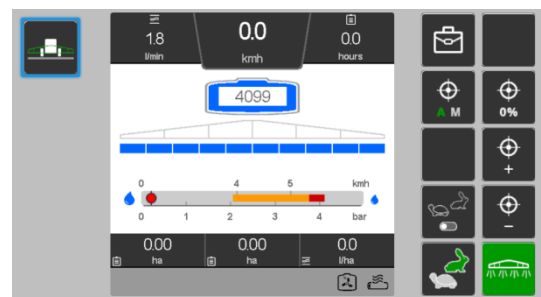 1.8
l/min
0.0
kmh
0.0
hours
4099
0 4 5 kmh
0 1 2 3 4 bar
0.00
ha
0.00
ha
0.0
l/ha
A M
0%
+
−